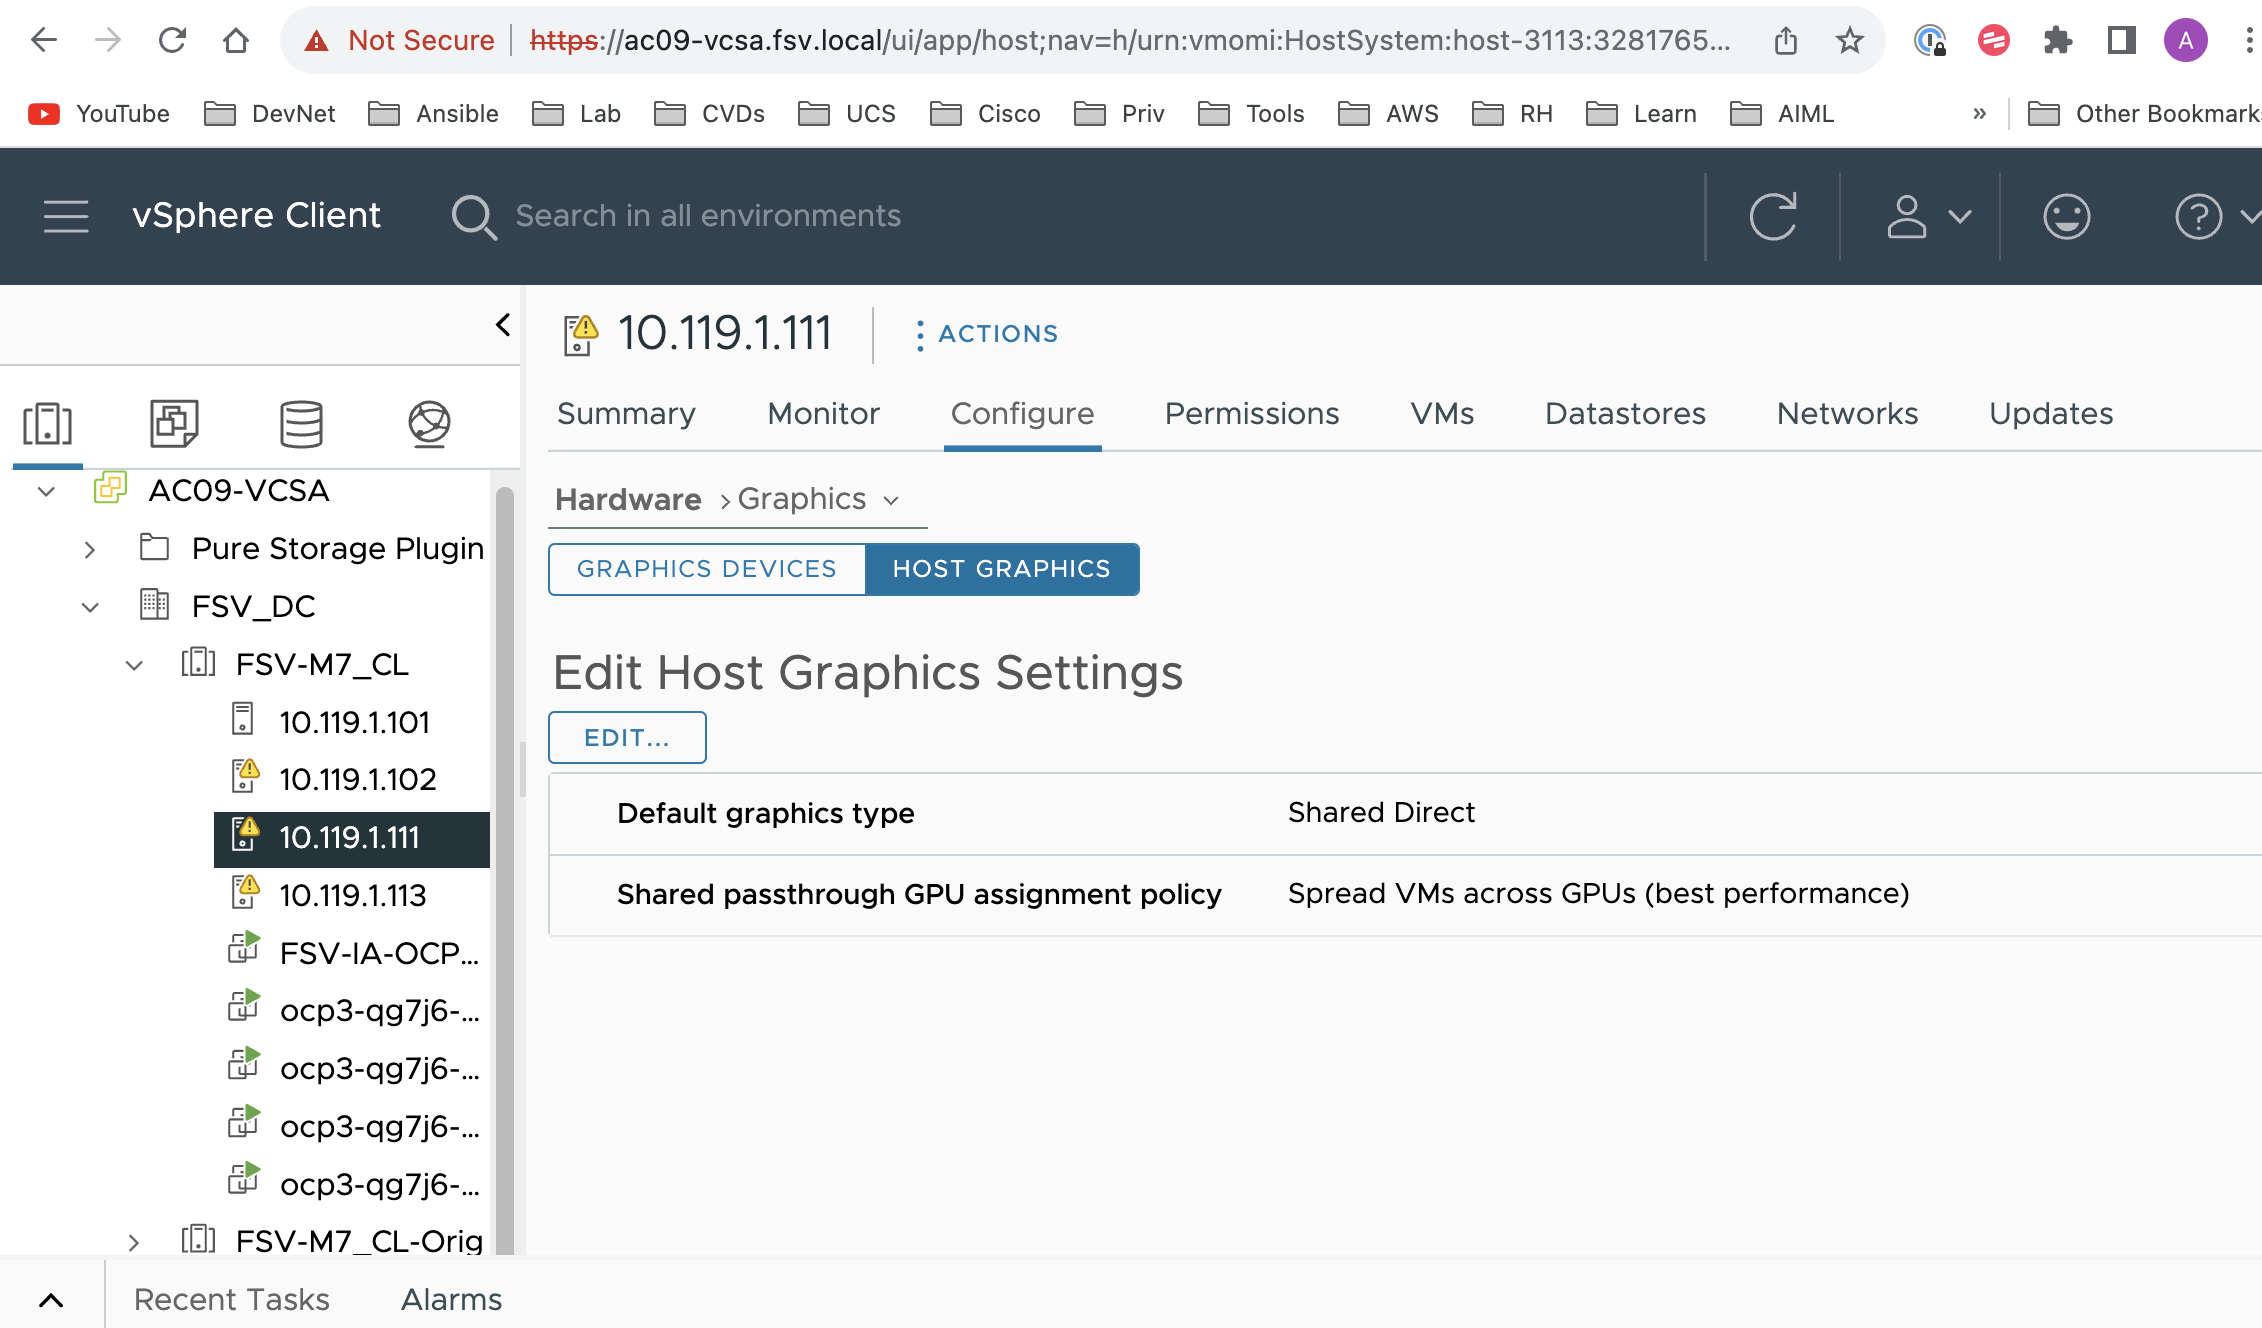 Not Secure https://ac09-vcsa.fsv.local/ui/app/host;nav=h/urn:vmomi:HostSystem:host-3113:3281765... A
YouTube DevNet Ansible Lab CVDs UCS Cisco Priv Tools AWS RH Learn AIML » Other Bookmarks
vSphere Client Search in all environments
10.119.1.111 ACTIONS
Summary Monitor Configure Permissions VMs Datastores Networks Updates
Hardware > Graphics
GRAPHICS DEVICES HOST GRAPHICS
Edit Host Graphics Settings
EDIT...
Default graphics type Shared Direct
Shared passthrough GPU assignment policy Spread VMs across GPUs (best performance)
AC09-VCSA
Pure Storage Plugin
FSV_DC
FSV-M7_CL
10.119.1.101
10.119.1.102
10.119.1.111
10.119.1.113
FSV-IA-OCP...
ocp3-qg7j6-...
ocp3-qg7j6-...
ocp3-qg7j6-...
ocp3-qg7j6-...
FSV-M7_CL-Orig
Recent Tasks Alarms